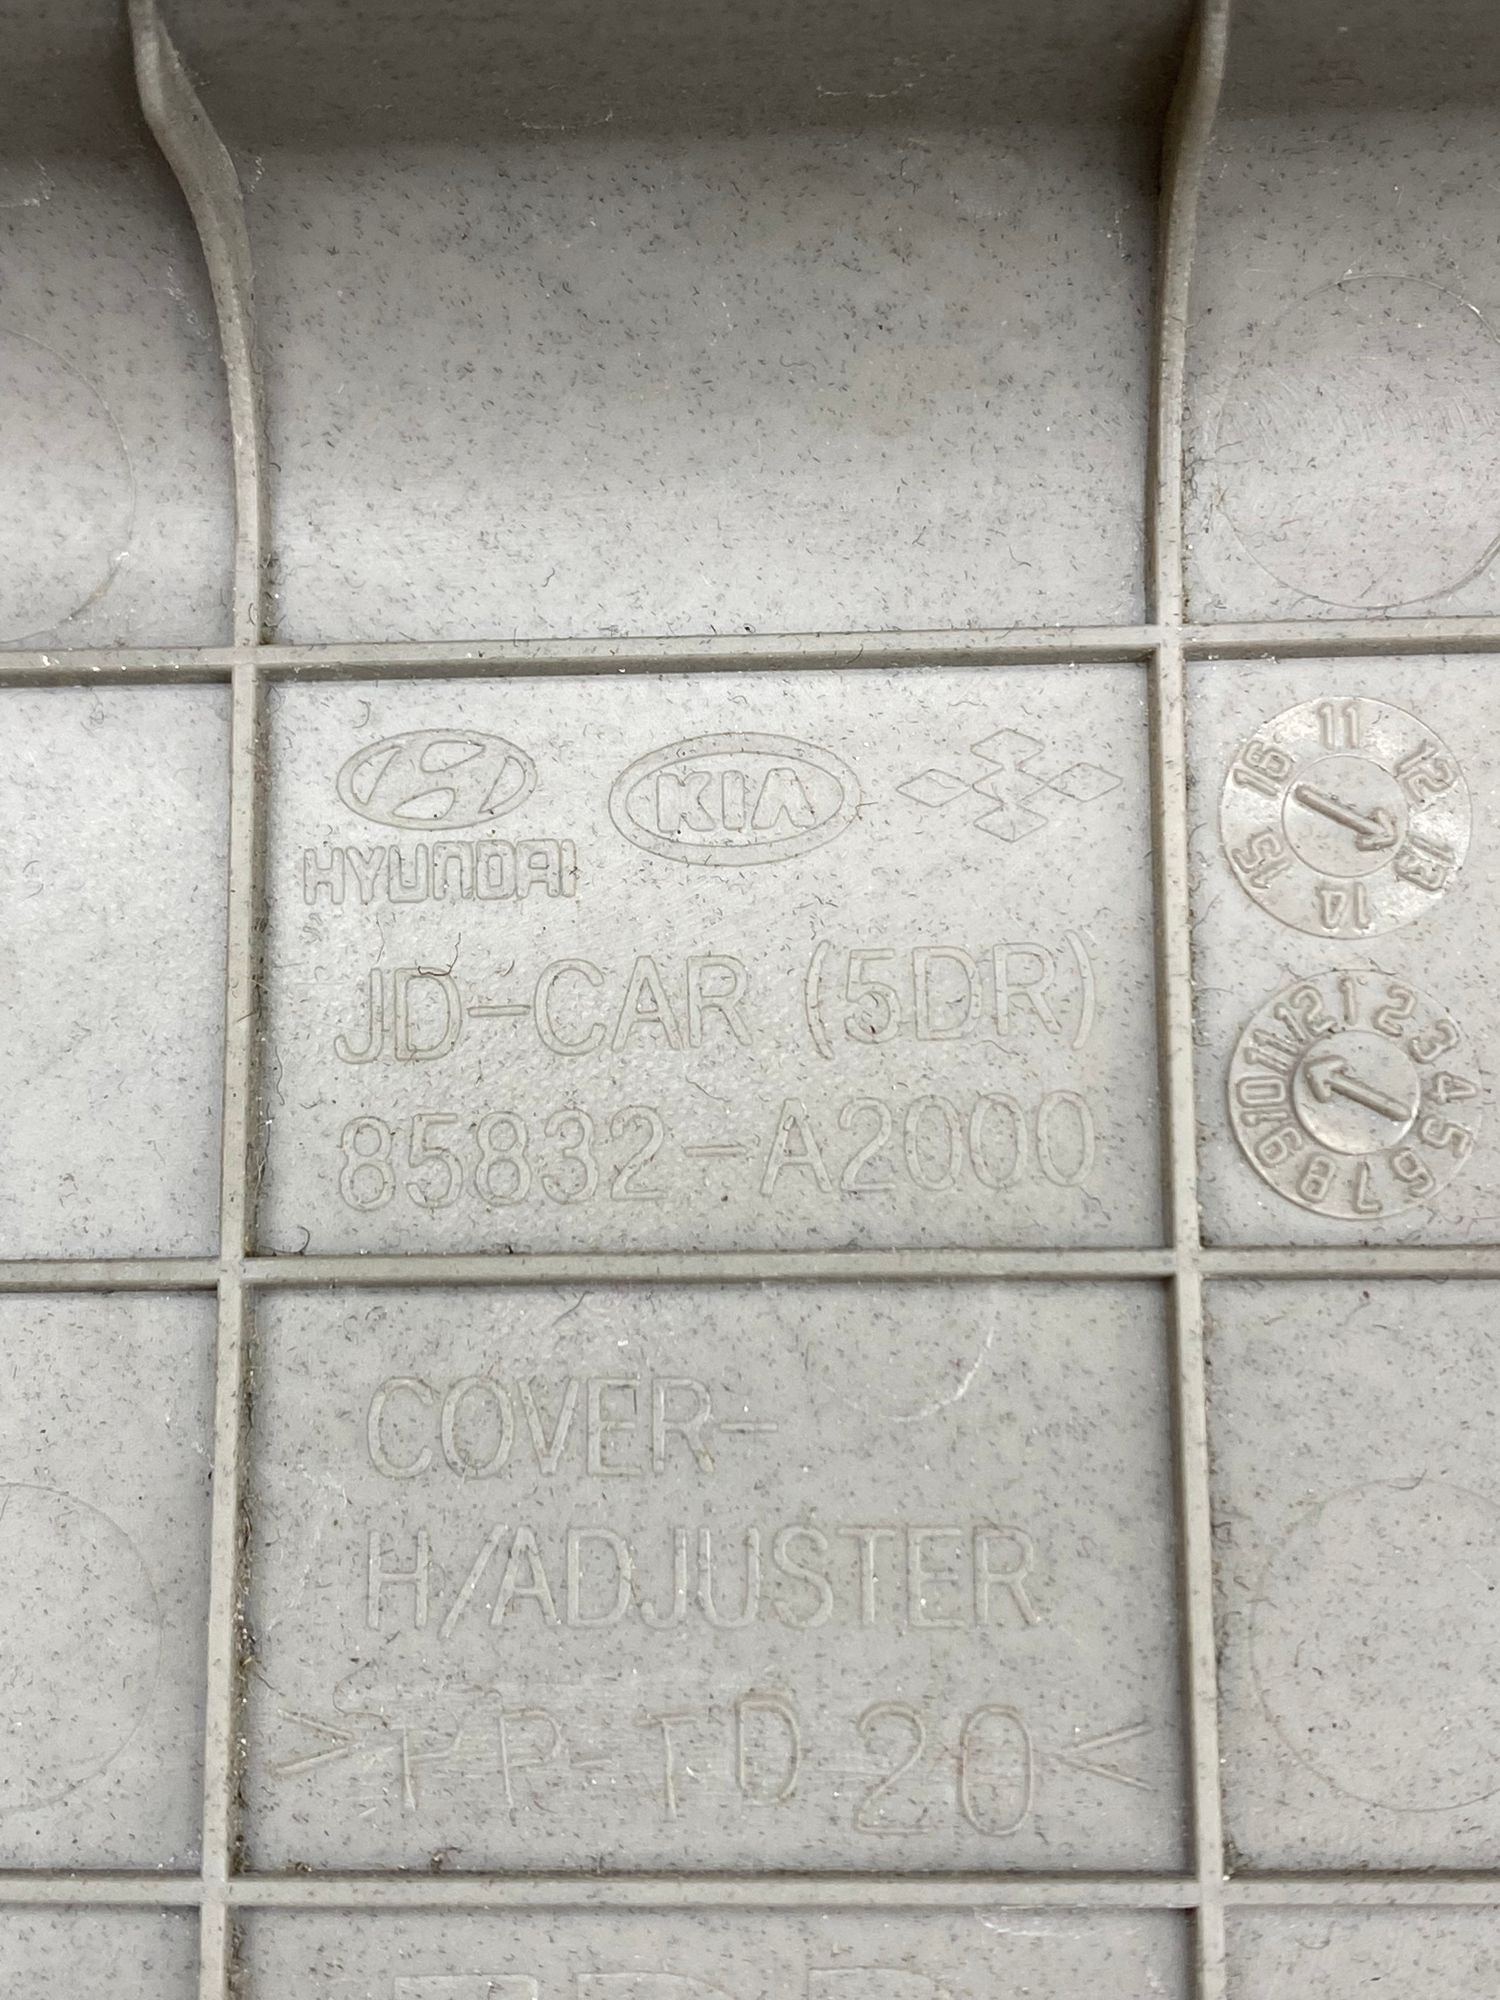 HYUNDAI KIA
JD-CAR (5DR)
85832-A2000
COVER-
H/ADJUSTER
>PP-TD20<
11 12 13 14 15 16
1 2 3 4 5 6 7 8 9 10 11 12